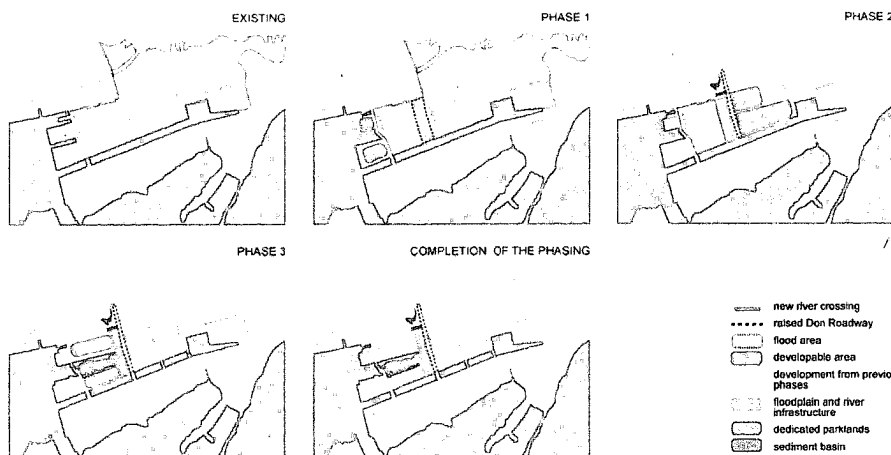 EXISTING
PHASE 1
PHASE 2
PHASE 3
COMPLETION OF THE PHASING
new river crossing
raised Don Roadway
flood area
developable area
development from previo
phases
floodplain and river
infrastructure
dedicated parklands
sediment basin